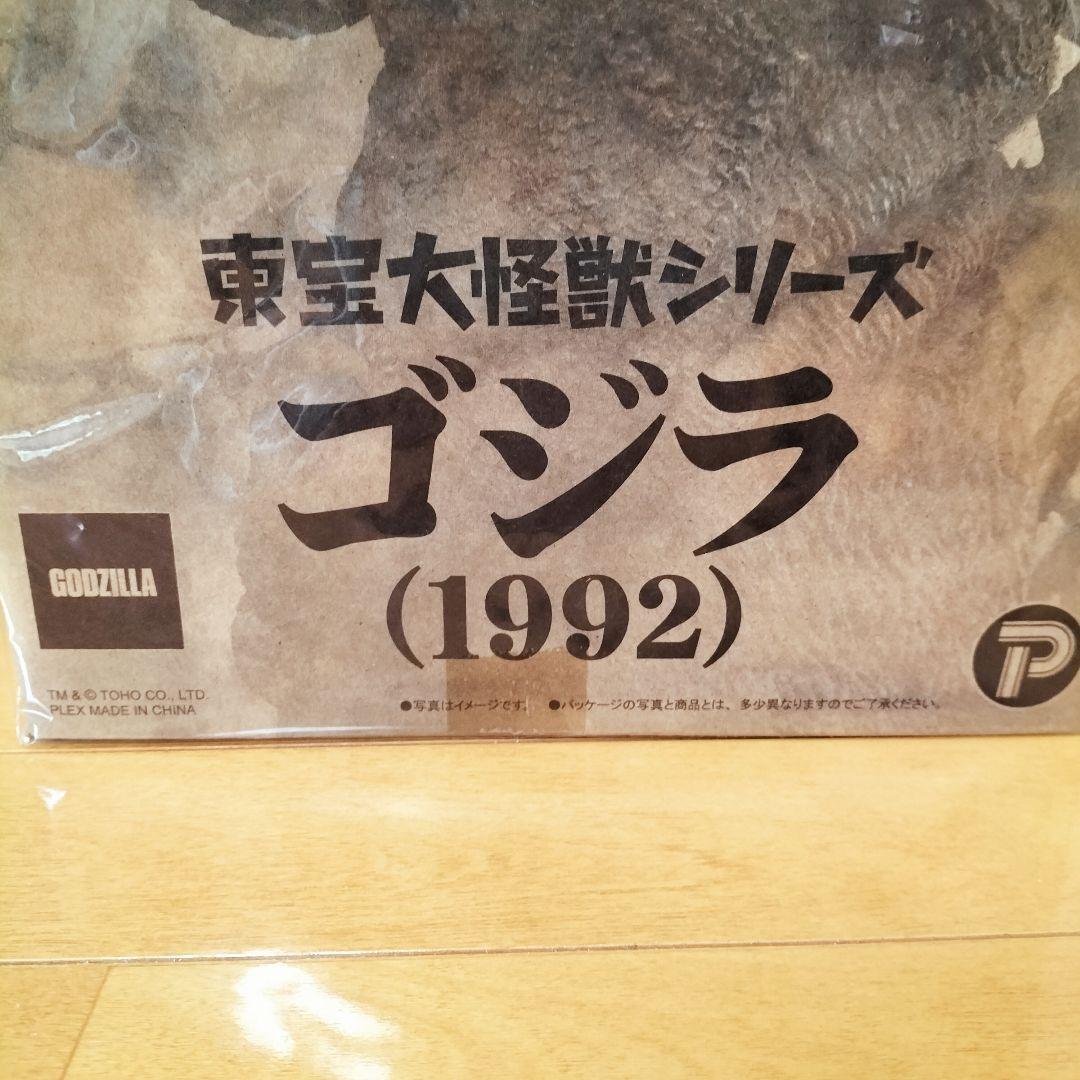 東宝大怪獣シリーズ
ゴジラ
(1992)
GODZILLA
TM & © TOHO CO., LTD.
PLEX MADE IN CHINA
●写真はイメージです。 ●パッケージの写真と商品とは、多少異なりますのでご了承ください。
P